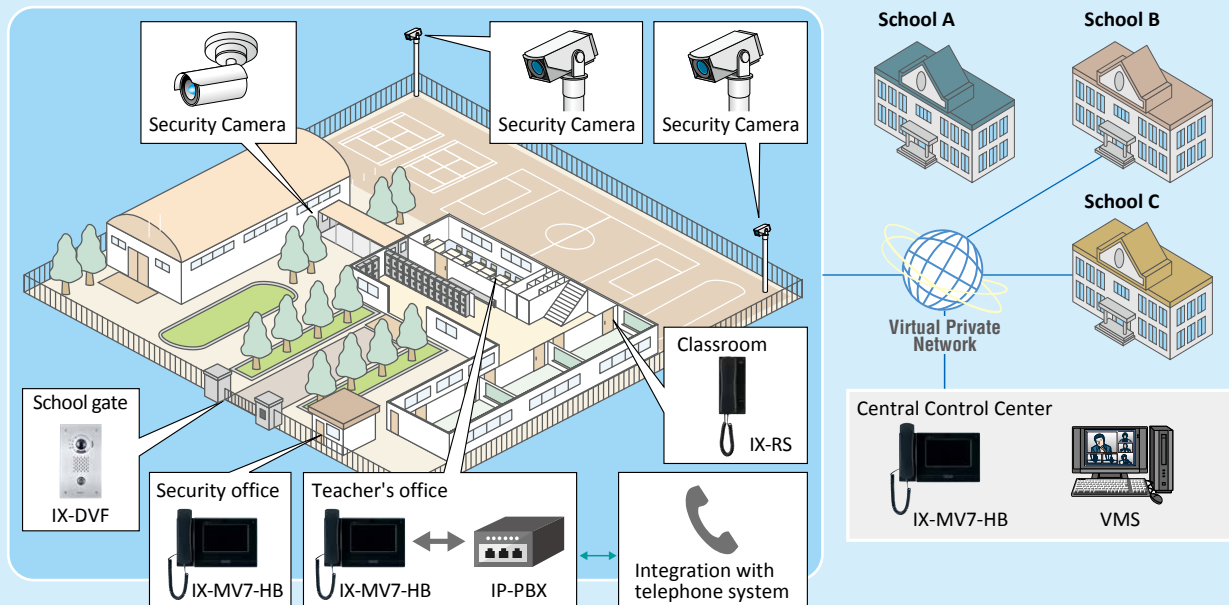 School A
School B
Security Camera
Security Camera
Security Camera
School C
Virtual Private
Network
Classroom
IX-RS
School gate
IX-DVF
Security office
IX-MV7-HB
Teacher's office
IX-MV7-HB
IP-PBX
Integration with
telephone system
Central Control Center
IX-MV7-HB
VMS